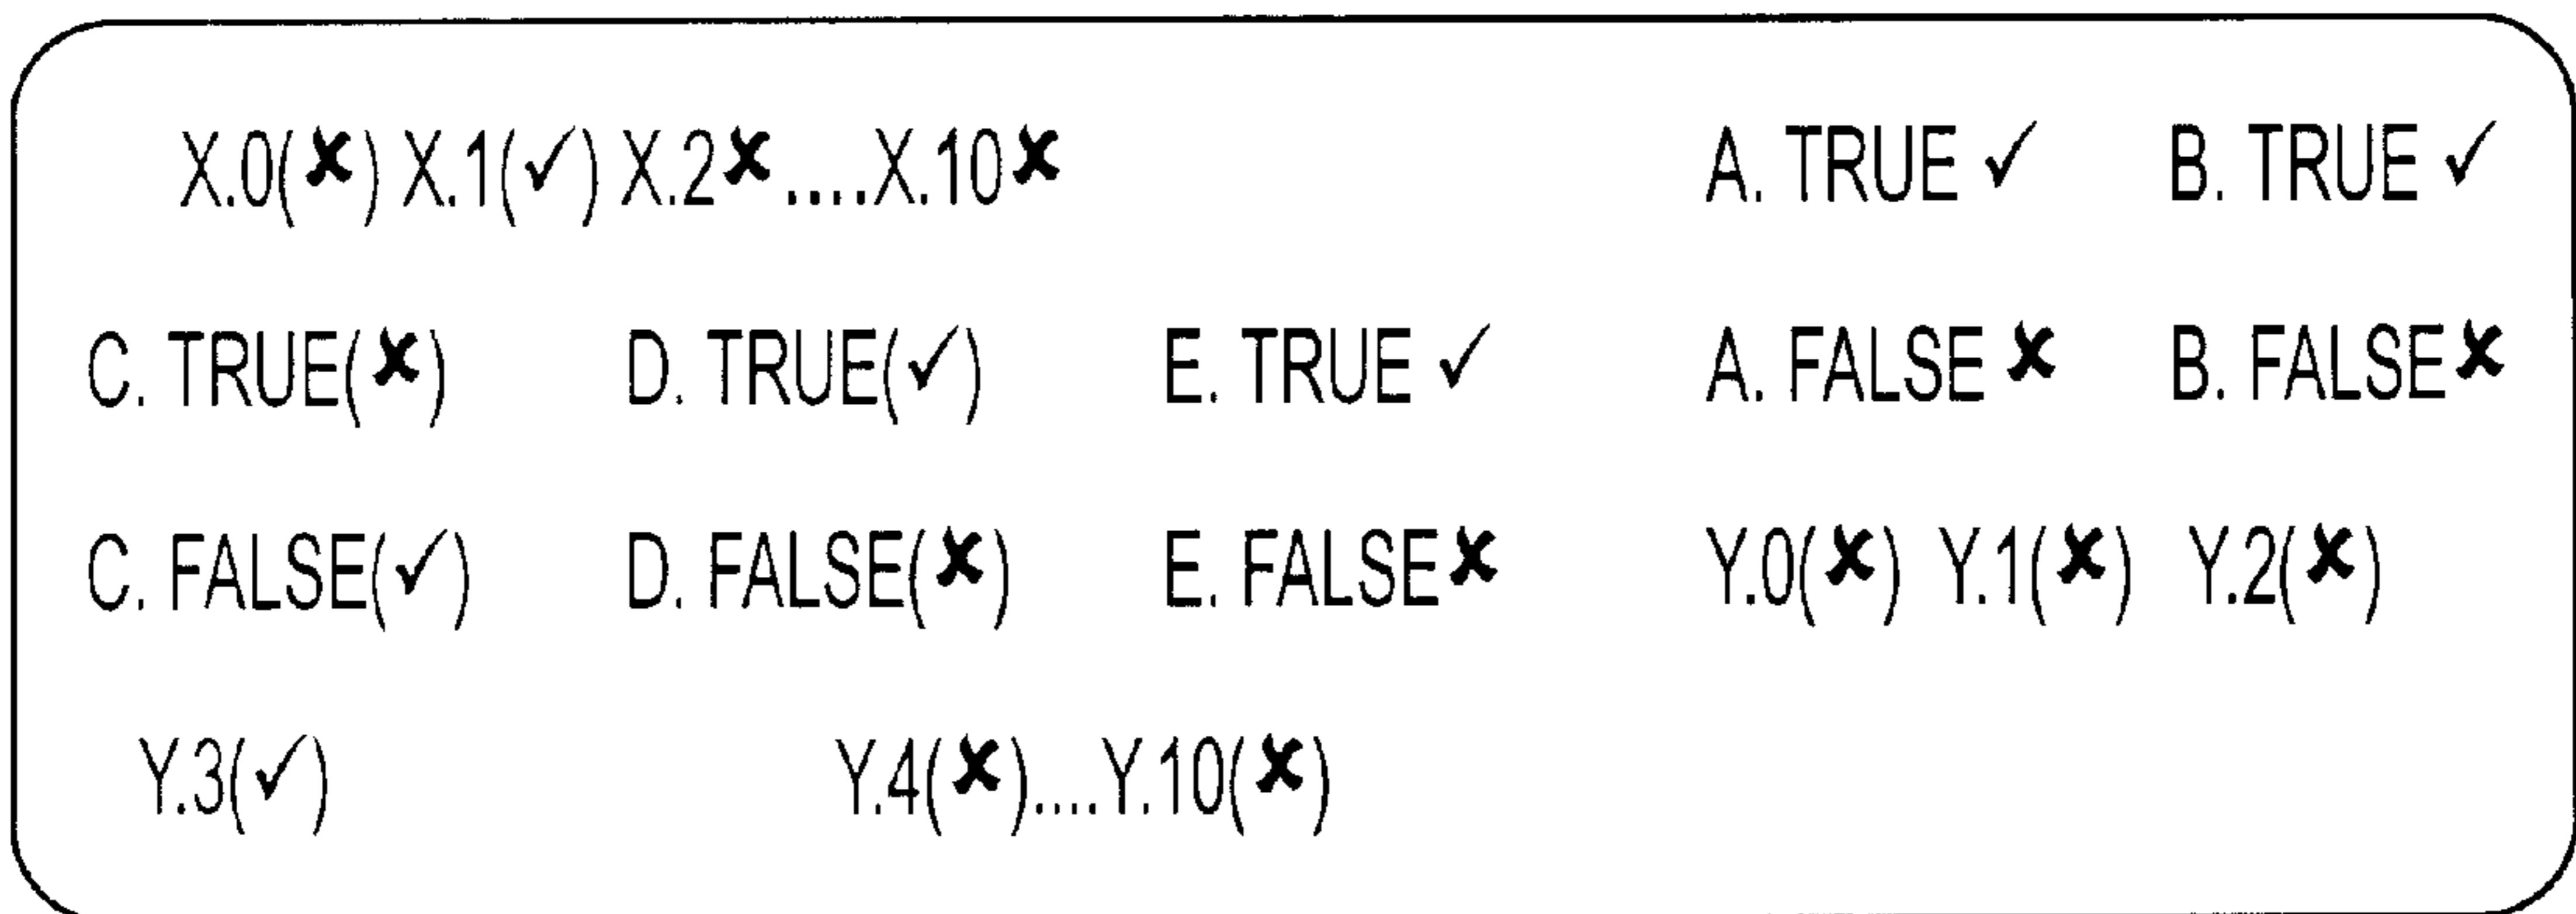 X.0(✘) X.1(✓) X.2✘....X.10✘ A. TRUE ✓ B. TRUE ✓
C. TRUE(✘) D. TRUE(✓) E. TRUE ✓ A. FALSE ✘ B. FALSE✘
C. FALSE(✓) D. FALSE(✘) E. FALSE✘ Y.0(✘) Y.1(✘) Y.2(✘)
Y.3(✓) Y.4(✘)....Y.10(✘)